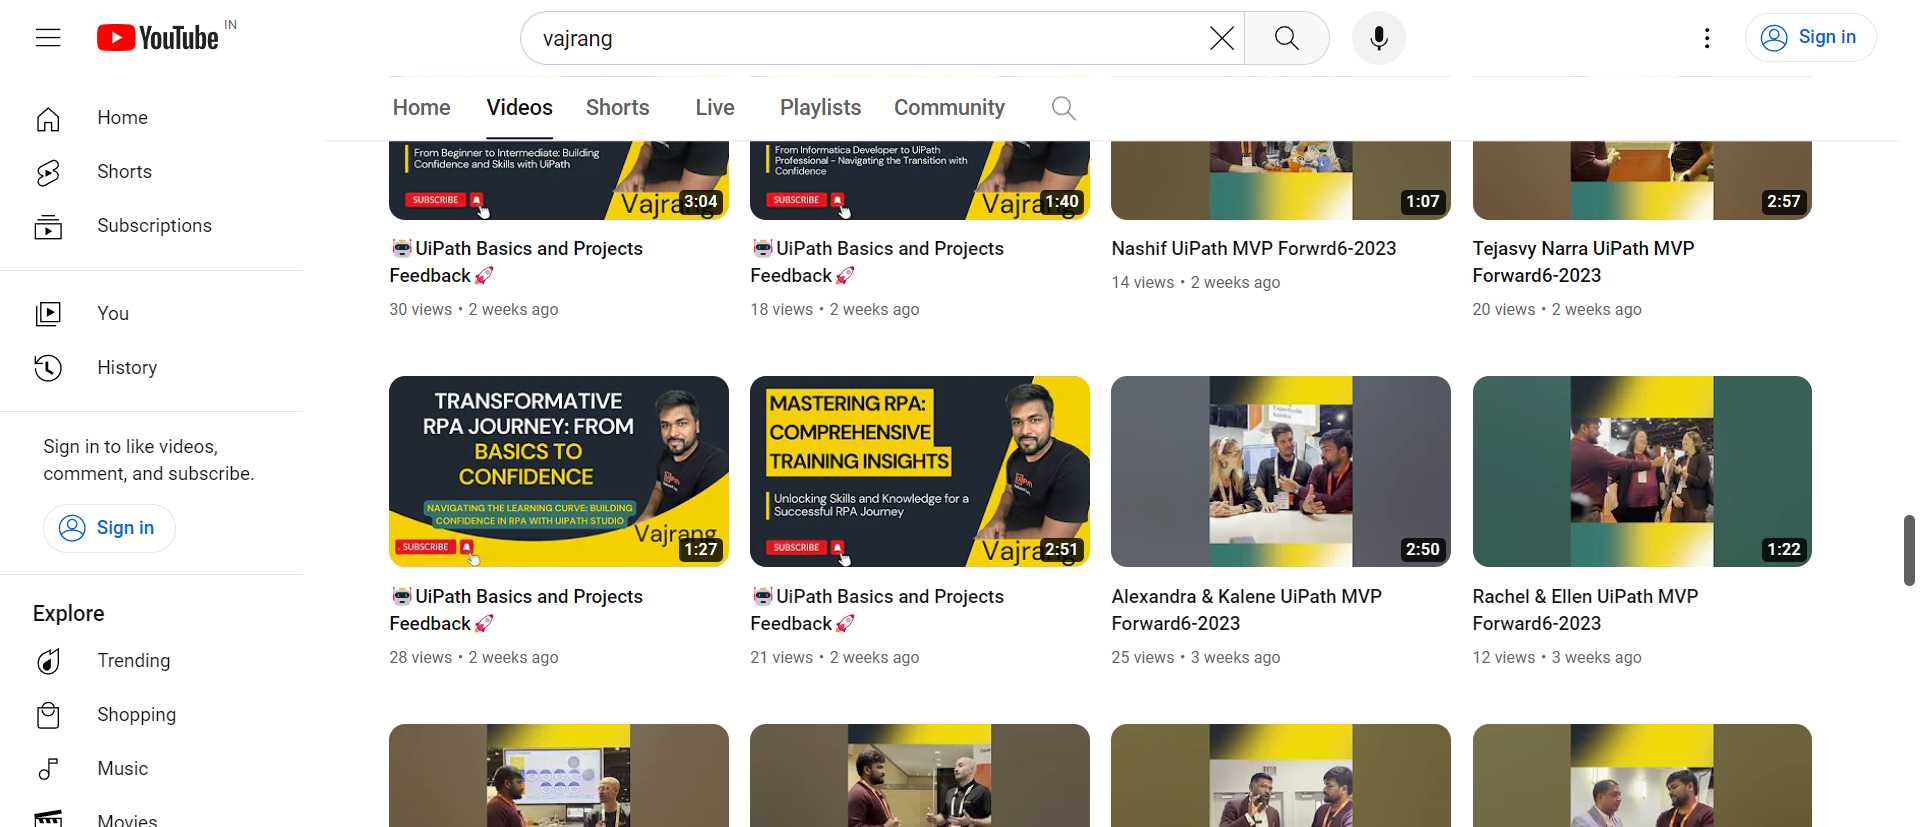 YouTube IN
vajrang
Sign in
Home
Shorts
Subscriptions
You
History
Sign in to like videos,
comment, and subscribe.
Sign in
Explore
Trending
Shopping
Music
Movies
Home Videos Shorts Live Playlists Community
From Beginner to Intermediate: Building
Confidence and Skills with UiPath
SUBSCRIBE
Vajrang
3:04
UiPath Basics and Projects
Feedback
30 views • 2 weeks ago
From Informatica Developer to UiPath
Professional – Navigating the Transition with
Confidence
SUBSCRIBE
Vajrang
1:40
UiPath Basics and Projects
Feedback
18 views • 2 weeks ago
1:07
Nashif UiPath MVP Forwrd6-2023
14 views • 2 weeks ago
2:57
Tejasvy Narra UiPath MVP
Forward6-2023
20 views • 2 weeks ago
TRANSFORMATIVE
RPA JOURNEY: FROM
BASICS TO
CONFIDENCE
NAVIGATING THE LEARNING CURVE: BUILDING
CONFIDENCE IN RPA WITH UIPATH STUDIO
SUBSCRIBE
Vajrang
1:27
UiPath Basics and Projects
Feedback
28 views • 2 weeks ago
MASTERING RPA:
COMPREHENSIVE
TRAINING INSIGHTS
Unlocking Skills and Knowledge for a
Successful RPA Journey
SUBSCRIBE
Vajrang
2:51
UiPath Basics and Projects
Feedback
21 views • 2 weeks ago
2:50
Alexandra & Kalene UiPath MVP
Forward6-2023
25 views • 3 weeks ago
1:22
Rachel & Ellen UiPath MVP
Forward6-2023
12 views • 3 weeks ago